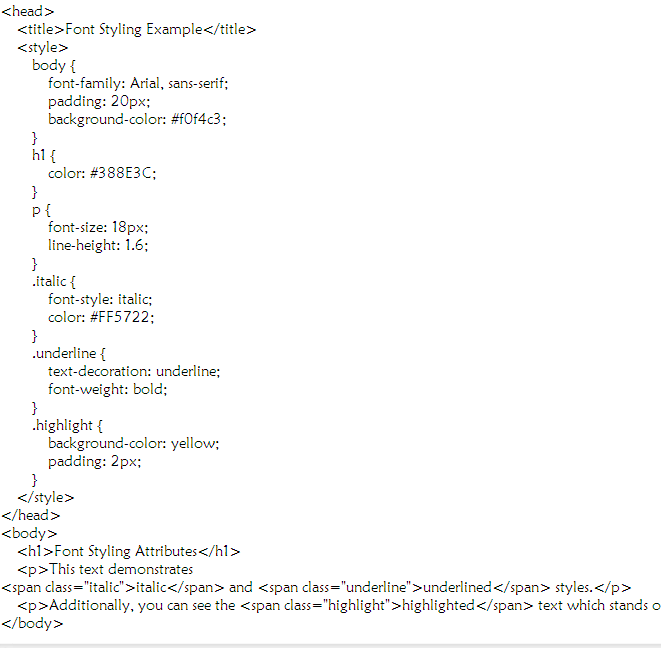 <head>
    <title>Font Styling Example</title>
    <style>
        body {
            font-family: Arial, sans-serif;
            padding: 20px;
            background-color: #f0f4c3;
        }
        h1 {
            color: #388E3C;
        }
        p {
            font-size: 18px;
            line-height: 1.6;
        }
        .italic {
            font-style: italic;
            color: #FF5722;
        }
        .underline {
            text-decoration: underline;
            font-weight: bold;
        }
        .highlight {
            background-color: yellow;
            padding: 2px;
        }
    </style>
</head>
<body>
    <h1>Font Styling Attributes</h1>
    <p>This text demonstrates
<span class="italic">italic</span> and <span class="underline">underlined</span> styles.</p>
    <p>Additionally, you can see the <span class="highlight">highlighted</span> text which stands
</body>